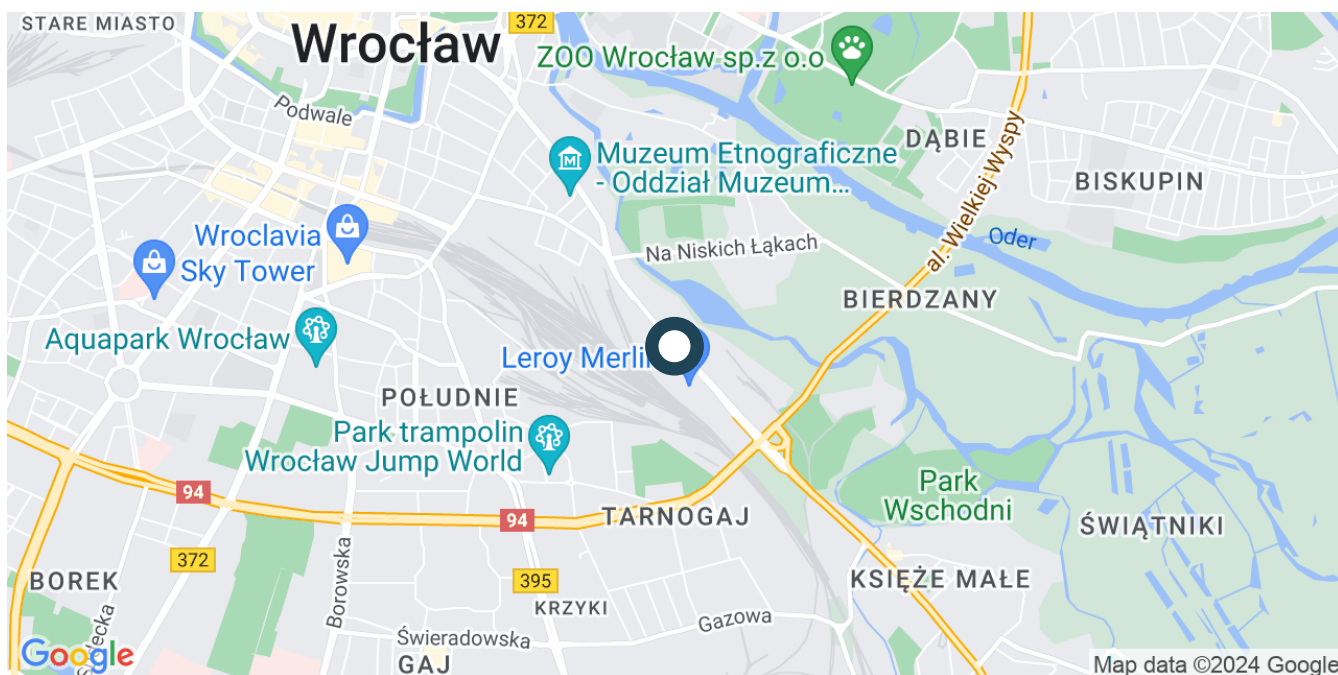 STARE MIASTO
372
Wrocław
ZOO Wrocław sp.z o.o
Podwale
DĄBIE
al. Wielkiej Wyspy
Muzeum Etnograficzne
- Oddział Muzeum...
BISKUPIN
Wroclavia
Sky Tower
Na Niskich Łąkach
Oder
BIERDZANY
Aquapark Wrocław
Leroy Merlin
POŁUDNIE
Park trampolin
Wrocław Jump World
94
94
TARNOGAJ
Park
Wschodni
ŚWIĄTNIKI
372
Borowska
BOREK
395
KSIĘŻE MAŁE
KRZYKI
Gazowa
Świeradowska
GAJ
Google
Map data ©2024 Google